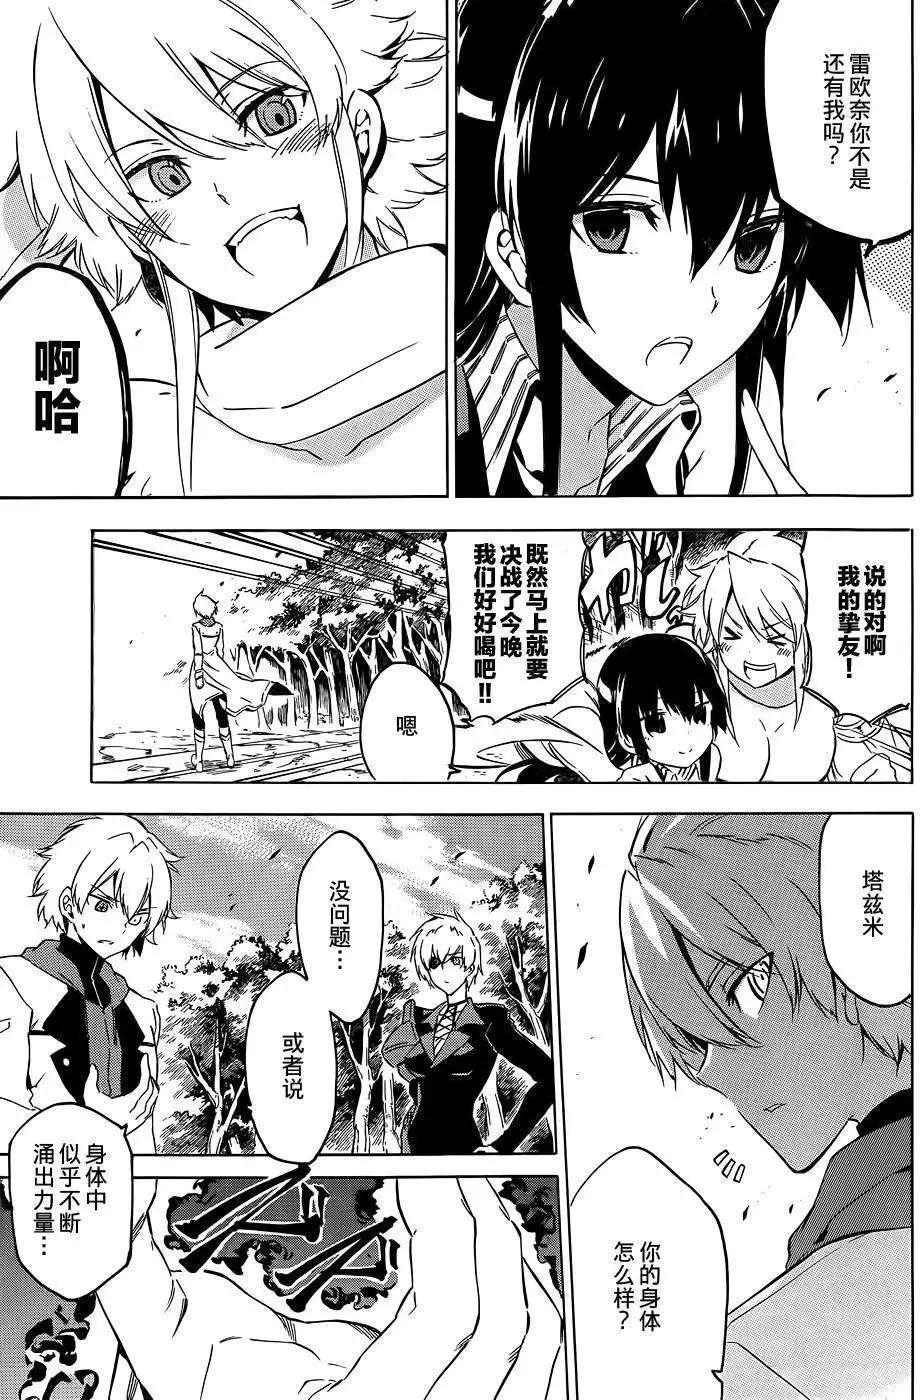 雷欧奈你不是
还有我吗？
啊哈
说的对啊
我的挚友！
既然马上就要
决战了今晚
我们好好喝吧!!
嗯
塔兹米
你的身体
怎么样？
没问题…
或者说
身体中
似乎不断
涌出力量…